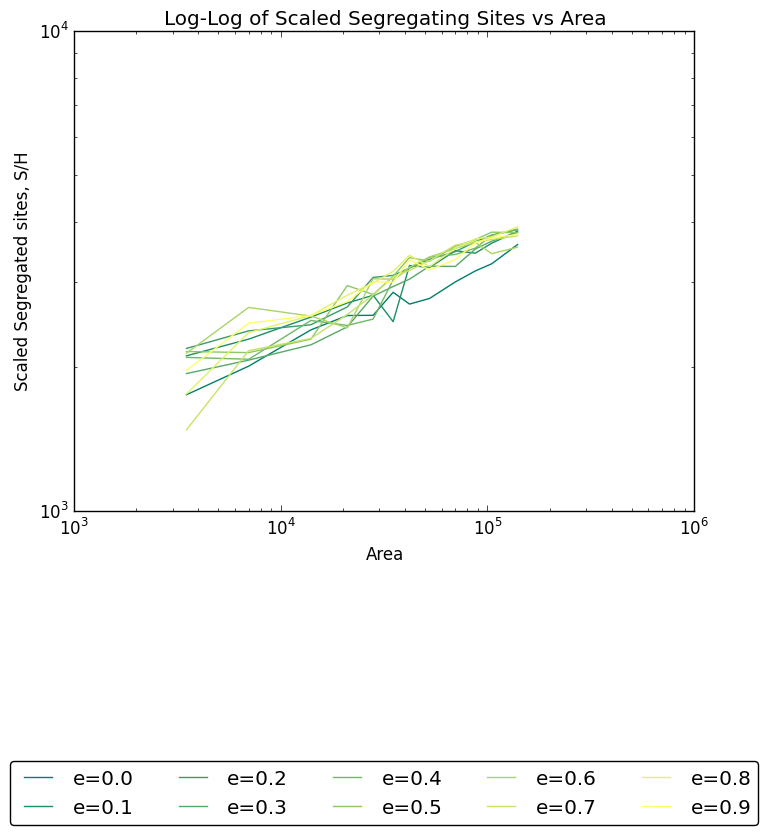 Log-Log of Scaled Segregating Sites vs Area
10^4
Scaled Segregated sites, S/H
10^3
10^3 10^4 10^5 10^6
Area
e=0.0 e=0.2 e=0.4 e=0.6 e=0.8
e=0.1 e=0.3 e=0.5 e=0.7 e=0.9